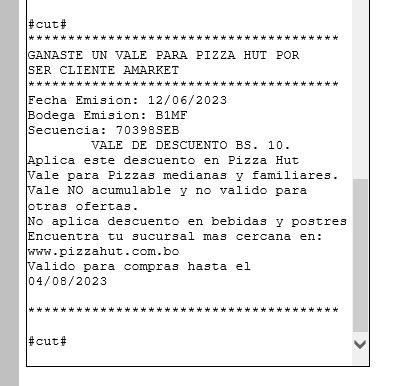 #cut#
***************************************
GANASTE UN VALE PARA PIZZA HUT POR
SER CLIENTE AMARKET
***************************************
Fecha Emision: 12/06/2023
Bodega Emision: B1MF
Secuencia: 70398SEB
VALE DE DESCUENTO BS. 10.
Aplica este descuento en Pizza Hut
Vale para Pizzas medianas y familiares.
Vale NO acumulable y no valido para
otras ofertas.
No aplica descuento en bebidas y postres
Encuentra tu sucursal mas cercana en:
www.pizzahut.com.bo
Valido para compras hasta el
04/08/2023
***************************************
#cut#